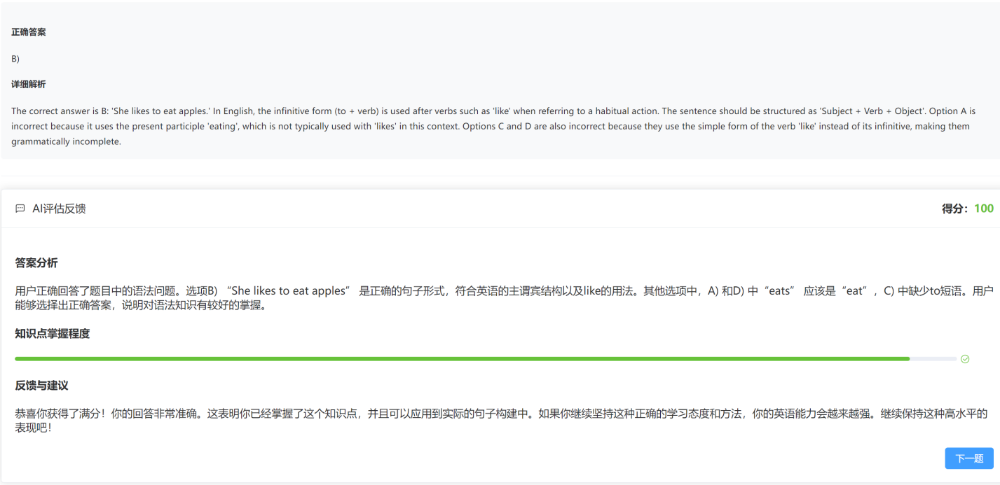 正确答案
B)
详细解析
The correct answer is B: 'She likes to eat apples.' In English, the infinitive form (to + verb) is used after verbs such as 'like' when referring to a habitual action. The sentence should be structured as 'Subject + Verb + Object'. Option A is
incorrect because it uses the present participle 'eating', which is not typically used with 'likes' in this context. Options C and D are also incorrect because they use the simple form of the verb 'like' instead of its infinitive, making them
grammatically incomplete.
AI评估反馈
得分：100
答案分析
用户正确回答了题目中的语法问题。选项B) “She likes to eat apples” 是正确的句子形式，符合英语的主谓宾结构以及like的用法。其他选项中，A) 和D) 中“eats” 应该是“eat”，C) 中缺少to短语。用户
能够选择出正确答案，说明对语法知识有较好的掌握。
知识点掌握程度
反馈与建议
恭喜你获得了满分！你的回答非常准确。这表明你已经掌握了这个知识点，并且可以应用到实际的句子构建中。如果你继续坚持这种正确的学习态度和方法，你的英语能力会越来越强。继续保持这种高水平的
表现吧！
下一题